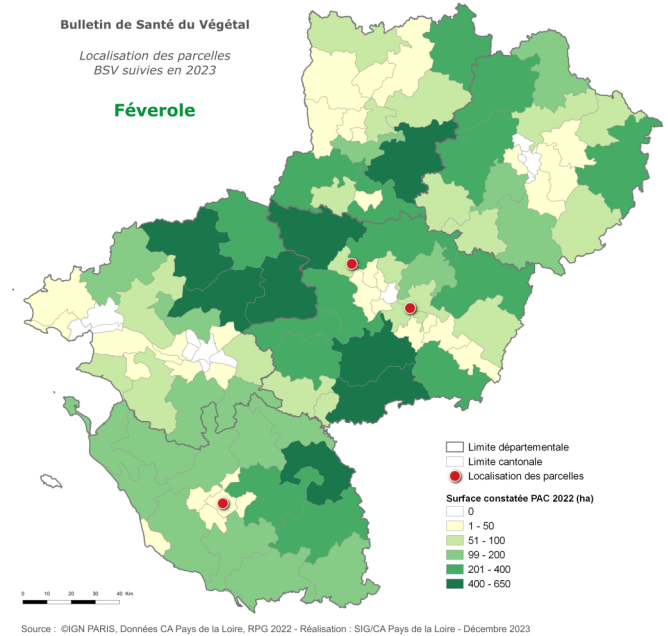 Bulletin de Santé du Végétal
Localisation des parcelles
BSV suivies en 2023
Féverole
Limite départementale
Limite cantonale
Localisation des parcelles
Surface constatée PAC 2022 (ha)
0
1 - 50
51 - 100
99 - 200
201 - 400
400 - 650
0 10 20 30 40 Km
Source : ©IGN PARIS, Données CA Pays de la Loire, RPG 2022 - Réalisation : SIG/CA Pays de la Loire - Décembre 2023